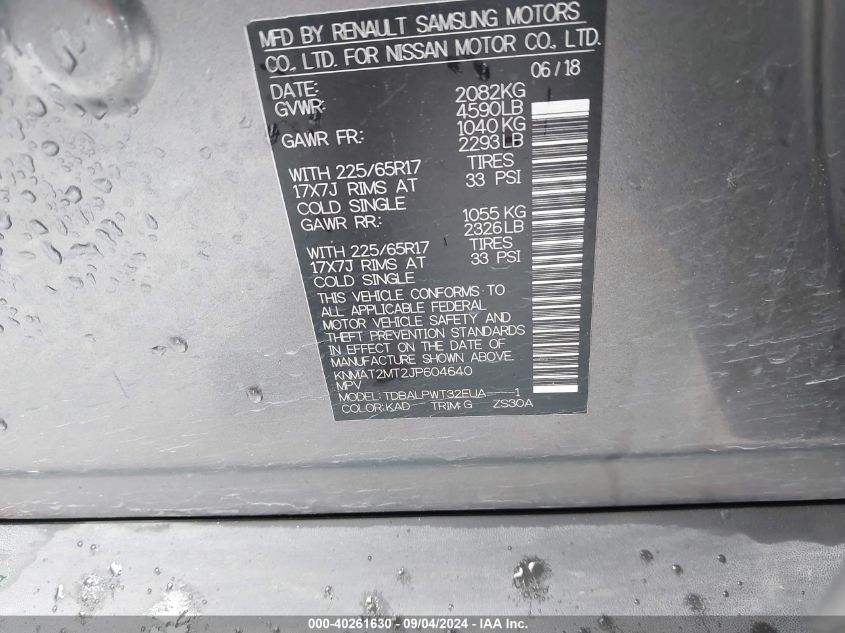 MFD BY RENAULT SAMSUNG MOTORS
CO., LTD. FOR NISSAN MOTOR CO., LTD.
DATE: 06/18
GVWR: 2082KG
4590LB
GAWR FR: 1040KG
2293LB
WITH 225/65R17 TIRES
17X7J RIMS AT 33 PSI
COLD SINGLE
GAWR RR: 1055KG
2326LB
WITH 225/65R17 TIRES
17X7J RIMS AT 33 PSI
COLD SINGLE
THIS VEHICLE CONFORMS TO
ALL APPLICABLE FEDERAL
MOTOR VEHICLE SAFETY AND
THEFT PREVENTION STANDARDS
IN EFFECT ON THE DATE OF
MANUFACTURE SHOWN ABOVE.
KNMAT2MT2JP604640
MPV
MODEL:TDBALPWT32EUA-----1
COLOR:KAD TRIM:G ZS30A
000-40261630 - 09/04/2024 - IAA Inc.